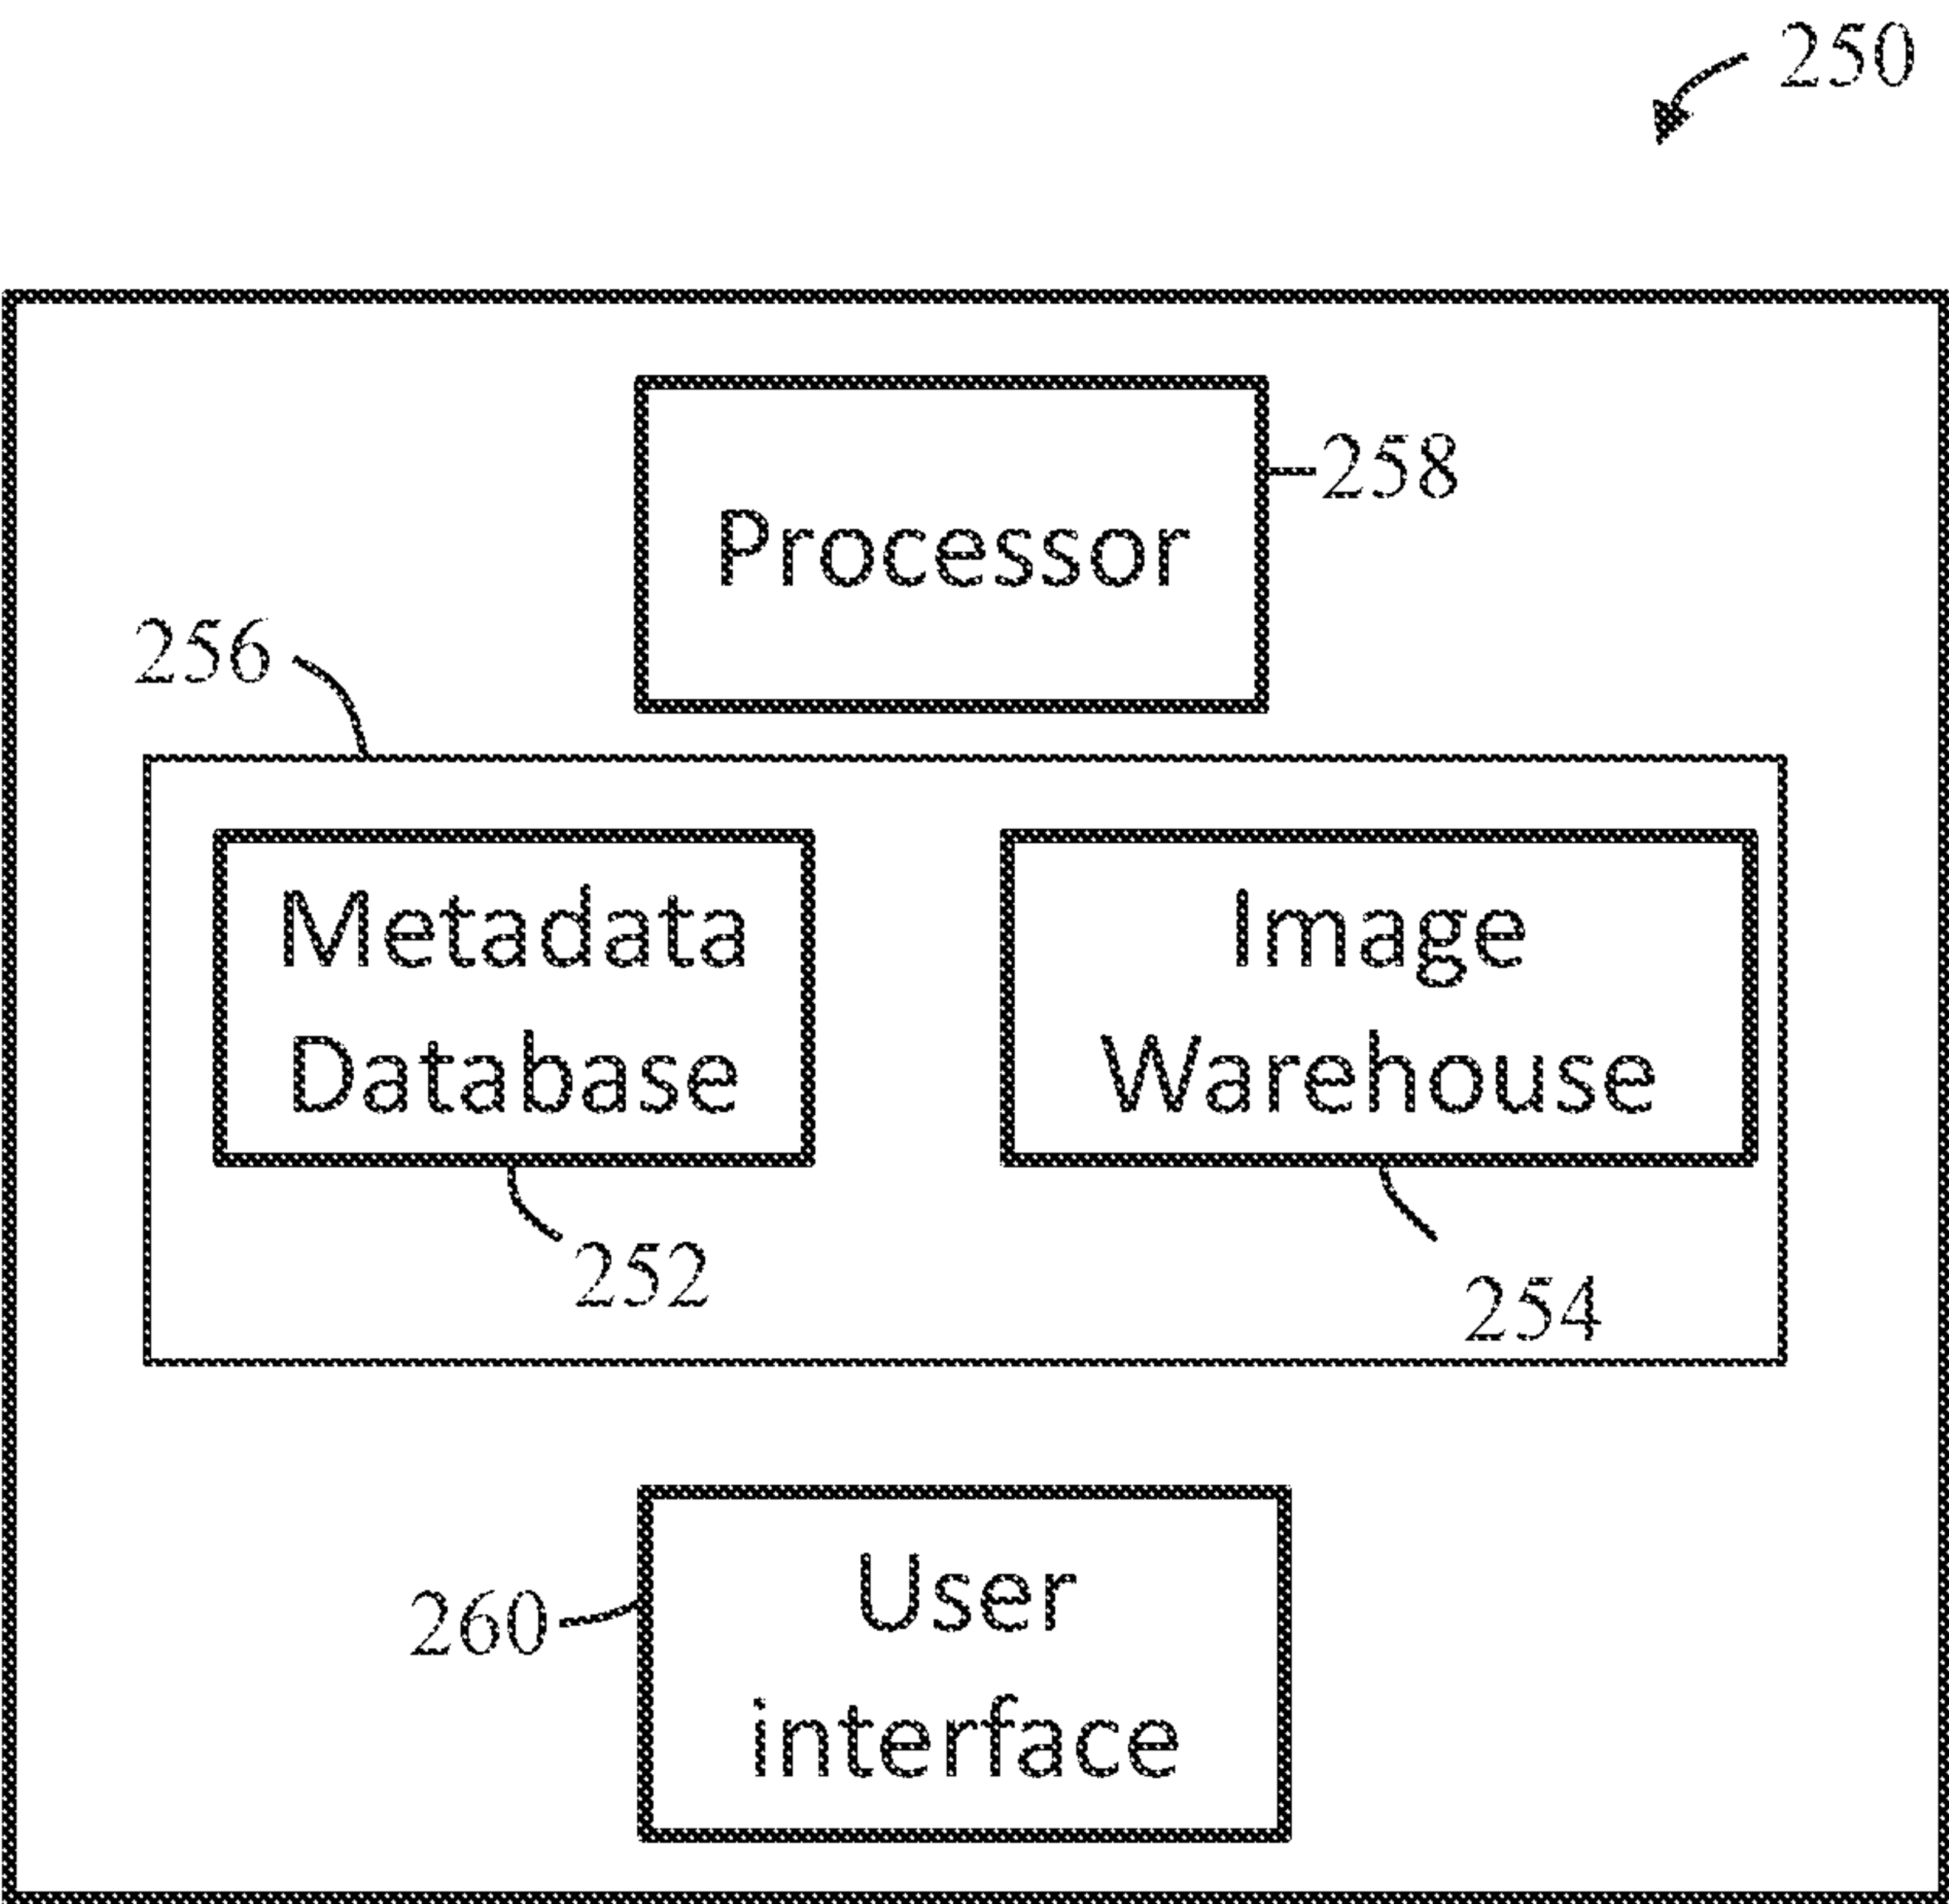 250
Processor
258
256
Metadata
Database
252
Image
Warehouse
254
260
User
interface